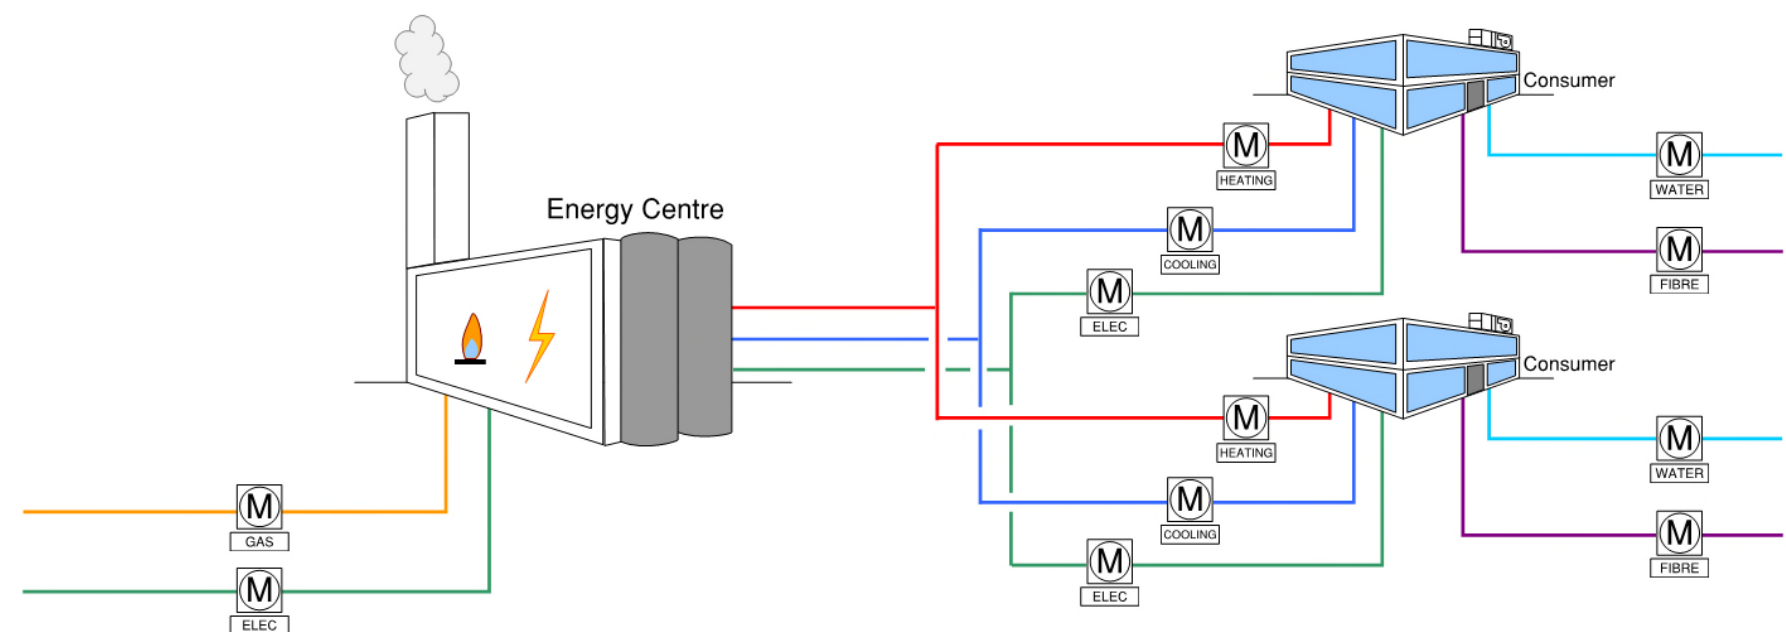 Consumer
M
HEATING
M
WATER
Energy Centre
M
COOLING
M
FIBRE
M
ELEC
Consumer
M
HEATING
M
WATER
M
GAS
M
COOLING
M
FIBRE
M
ELEC
M
ELEC